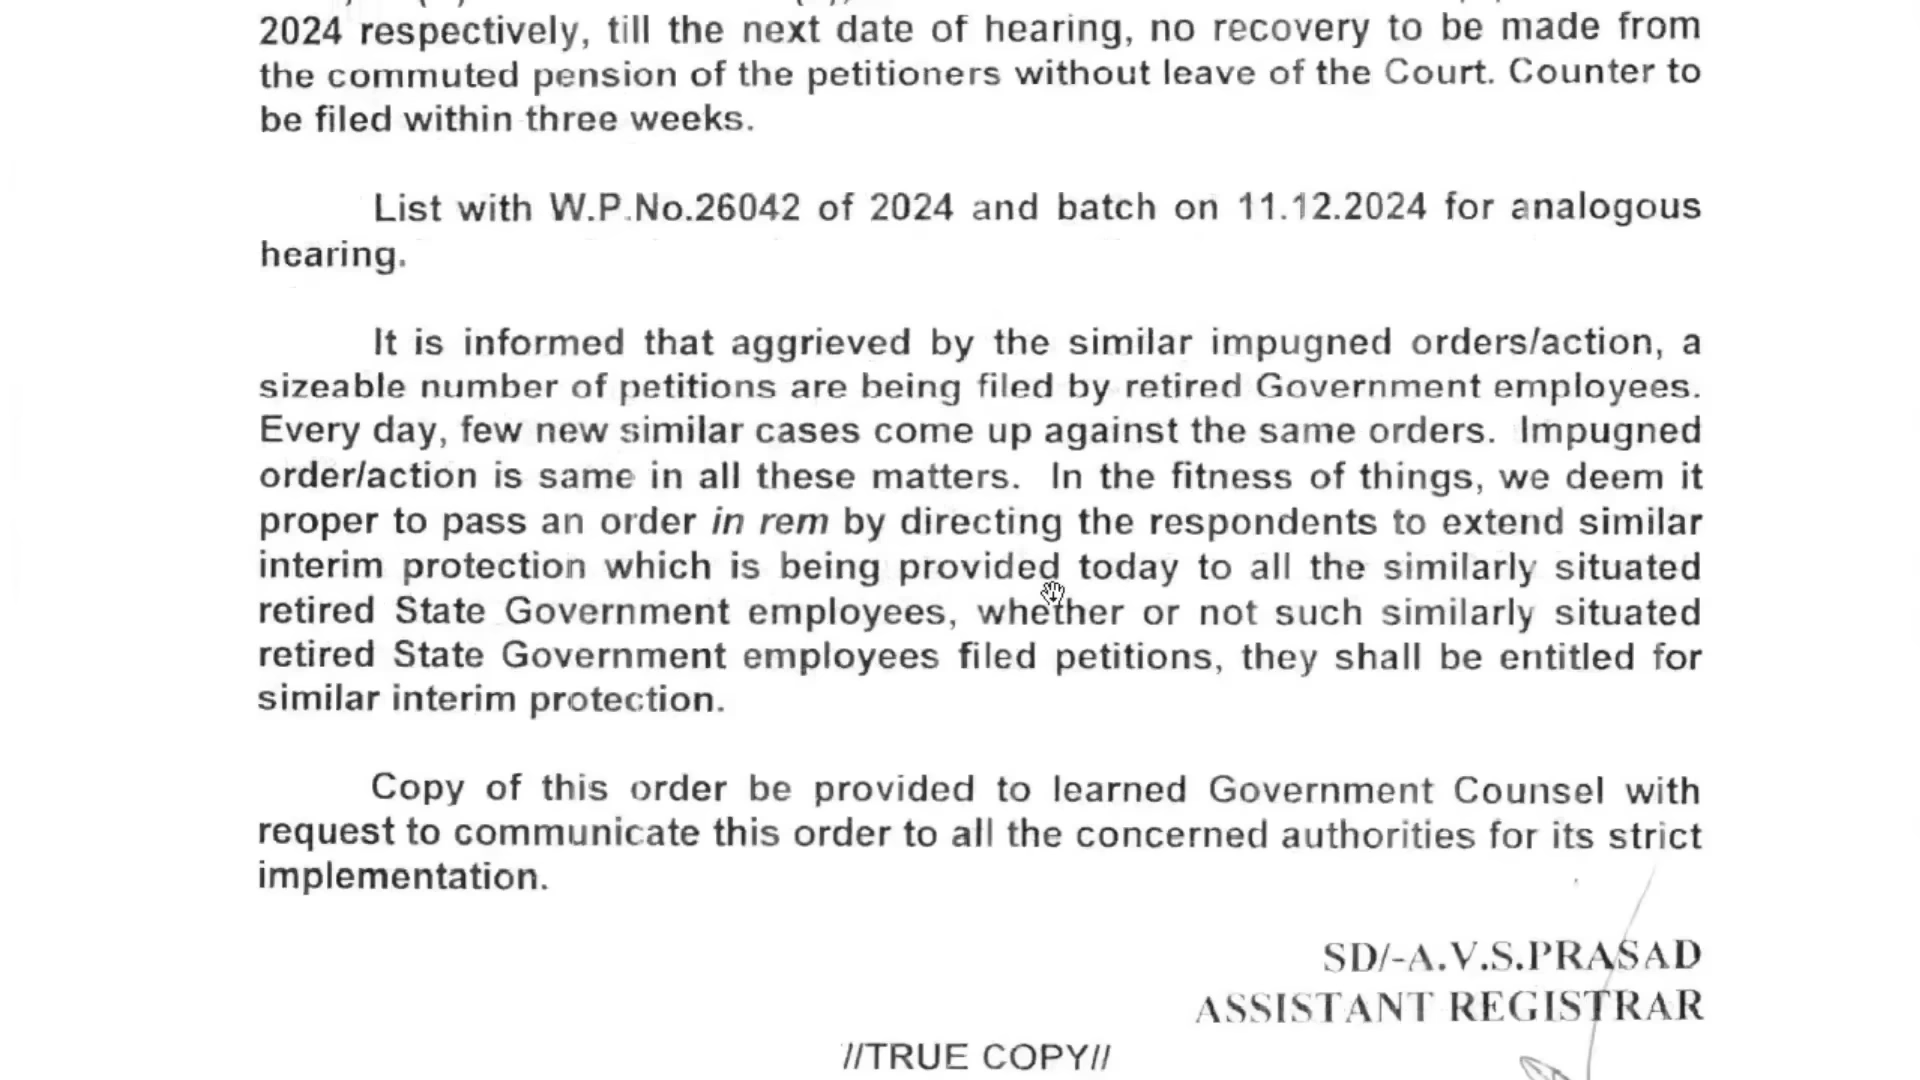 2024 respectively, till the next date of hearing, no recovery to be made from
the commuted pension of the petitioners without leave of the Court. Counter to
be filed within three weeks.
List with W.P.No.26042 of 2024 and batch on 11.12.2024 for analogous
hearing.
It is informed that aggrieved by the similar impugned orders/action, a
sizeable number of petitions are being filed by retired Government employees.
Every day, few new similar cases come up against the same orders. Impugned
order/action is same in all these matters. In the fitness of things, we deem it
proper to pass an order in rem by directing the respondents to extend similar
interim protection which is being provided today to all the similarly situated
retired State Government employees, whether or not such similarly situated
retired State Government employees filed petitions, they shall be entitled for
similar interim protection.
Copy of this order be provided to learned Government Counsel with
request to communicate this order to all the concerned authorities for its strict
implementation.
SD/-A.V.S.PRASAD
ASSISTANT REGISTRAR
//TRUE COPY//